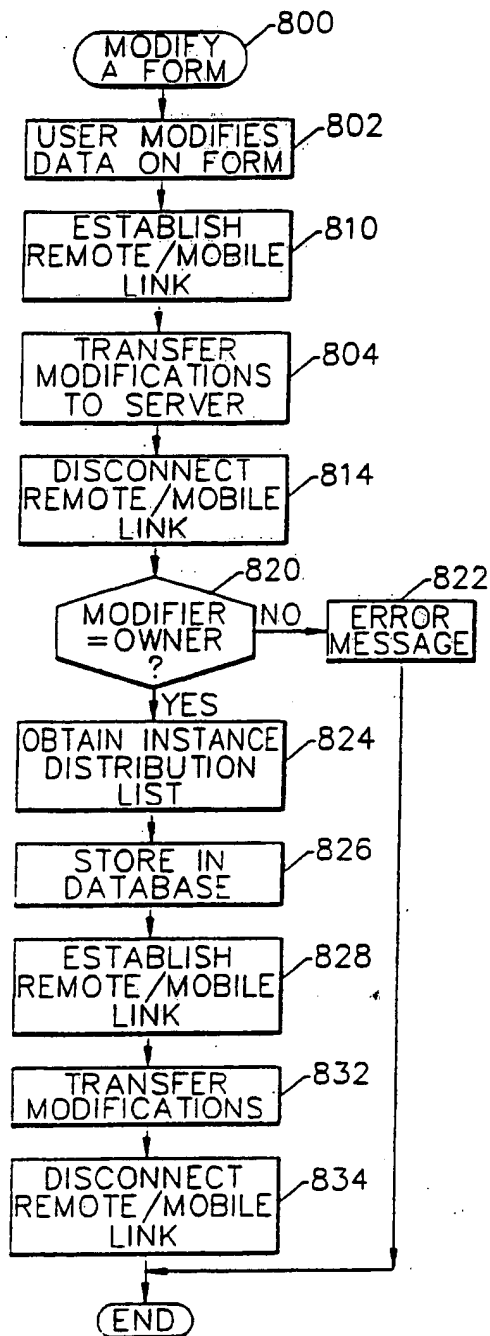 800
MODIFY
A FORM
802
USER MODIFIES
DATA ON FORM
810
ESTABLISH
REMOTE/MOBILE
LINK
804
TRANSFER
MODIFICATIONS
TO SERVER
814
DISCONNECT
REMOTE/MOBILE
LINK
820
MODIFIER
=OWNER
?
NO
822
ERROR
MESSAGE
YES
824
OBTAIN INSTANCE
DISTRIBUTION
LIST
826
STORE IN
DATABASE
828
ESTABLISH
REMOTE/MOBILE
LINK
832
TRANSFER
MODIFICATIONS
834
DISCONNECT
REMOTE/MOBILE
LINK
END